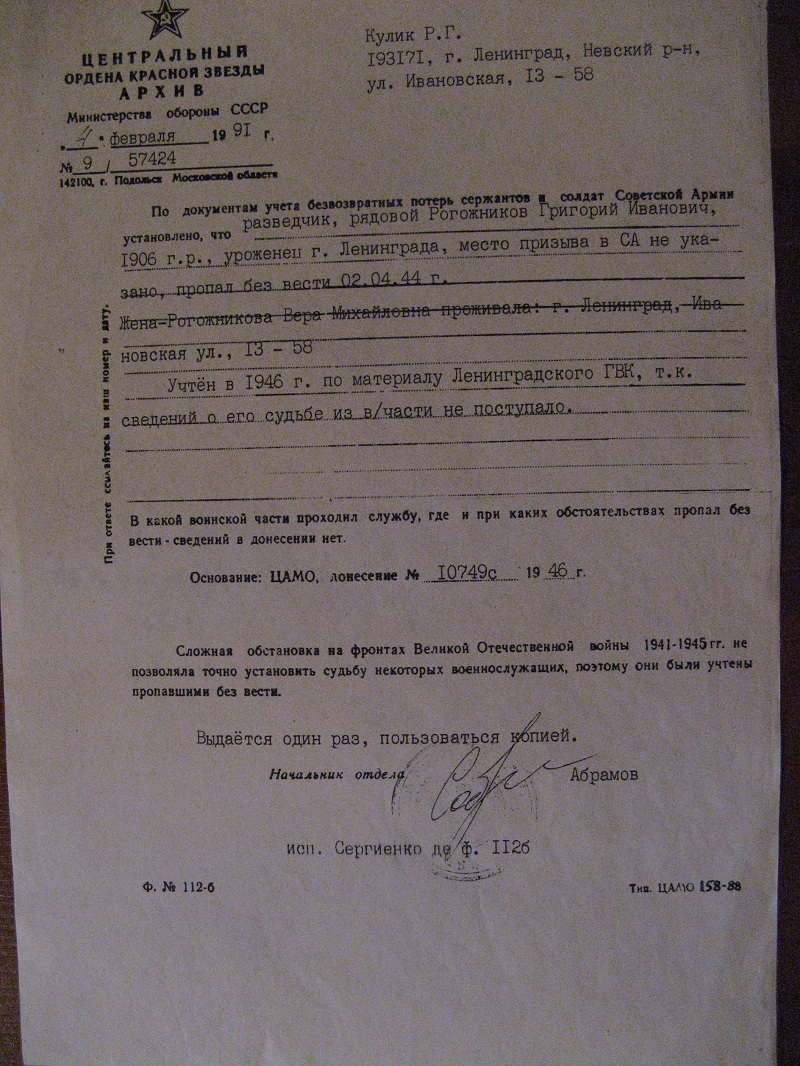 Кулик Р.Г.
193171, г. Ленинград, Невский р-н,
ул. Ивановская, 13 - 58
ЦЕНТРАЛЬНЫЙ
ОРДЕНА КРАСНОЙ ЗВЕЗДЫ
АРХИВ
Министерства обороны СССР
„4" февраля 1991 г.
№ 9 / 57424
142100, г. Подольск Московской области
При ответе ссылайтесь на наш номер и дату.
По документам учета безвозвратных потерь сержантов и солдат Советской Армии
установлено, что разведчик, рядовой Рогожников Григорий Иванович,
1906 г.р., уроженец г. Ленинграда, место призыва в СА не ука-
зано, пропал без вести 02.04.44 г.
Жена-Рогожникова Вера Михайловна проживала: г. Ленинград, Ива-
новская ул., 13 - 58
Учтён в 1946 г. по материалу Ленинградского ГВК, т.к.
сведений о его судьбе из в/части не поступало.
В какой воинской части проходил службу, где и при каких обстоятельствах пропал без
вести - сведений в донесении нет.
Основание: ЦАМО, донесение № 10749с 1946 г.
Сложная обстановка на фронтах Великой Отечественной войны 1941-1945 гг. не
позволяла точно установить судьбу некоторых военнослужащих, поэтому они были учтены
пропавшими без вести.
Выдаётся один раз, пользоваться копией.
Начальник отдела Абрамов
исп. Сергиенко де ф. 112б
Ф. № 112-б
Тип. ЦАМО 158-88